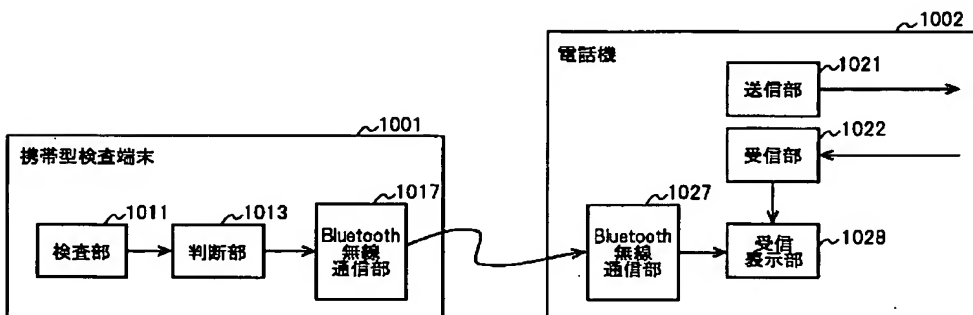 1002
電話機
1021
送信部
1022
受信部
1001
携帯型検査端末
1011
検査部
1013
判断部
1017
Bluetooth
無線
通信部
1027
Bluetooth
無線
通信部
1028
受信
表示部